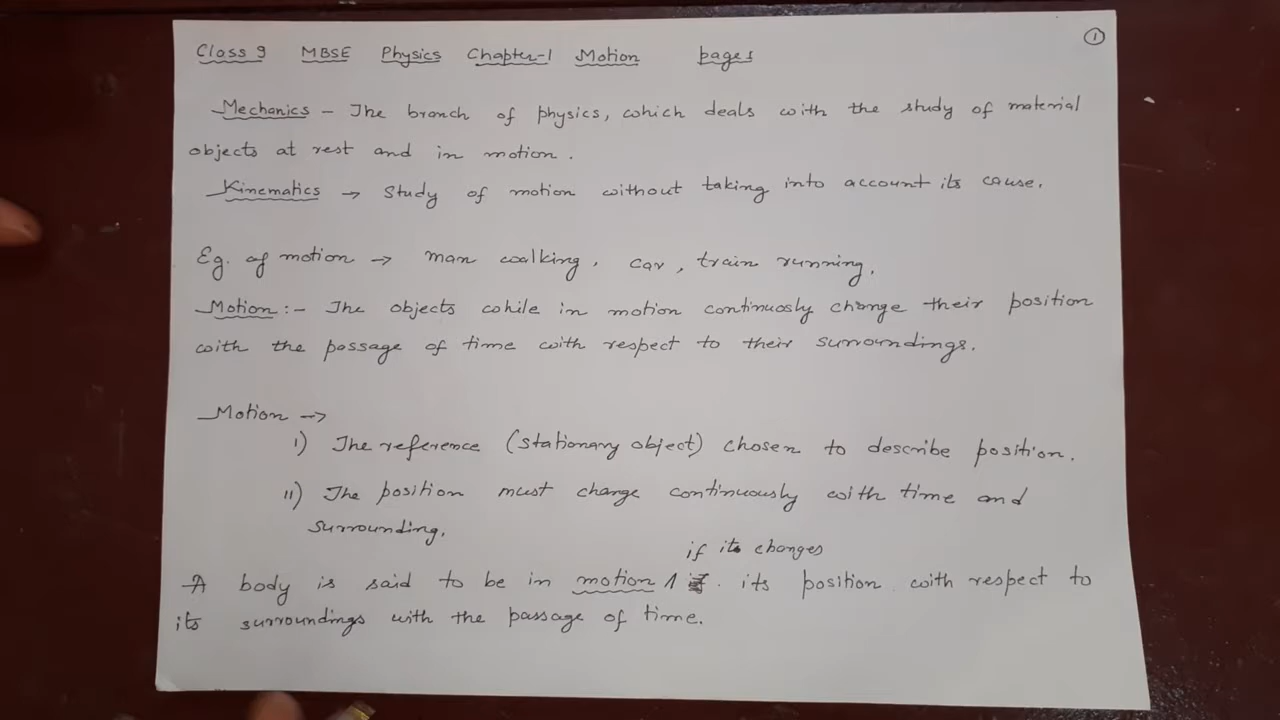 Class 9 MBSE Physics Chapter-1 Motion pages
1
Mechanics - The branch of physics, which deals with the study of material
objects at rest and in motion.
Kinematics → Study of motion without taking into account its cause.
Eg. of motion → man walking, car, train running.
Motion :- The objects while in motion continuosly change their position
with the passage of time with respect to their surroundings.
Motion →
i) The reference (stationary object) chosen to describe position.
ii) The position must change continuously with time and
surrounding.
if its changes
A body is said to be in motion its position with respect to
its surroundings with the passage of time.